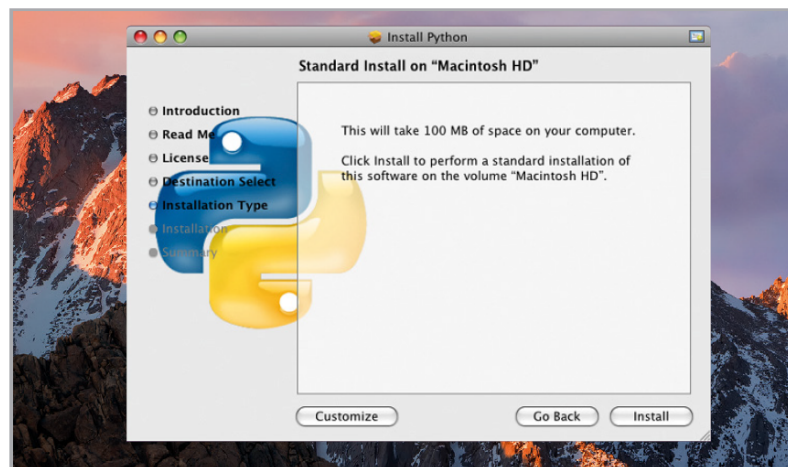 Install Python
Standard Install on “Macintosh HD”
Introduction
Read Me
License
Destination Select
Installation Type
Installation
Summary
This will take 100 MB of space on your computer.
Click Install to perform a standard installation of
this software on the volume “Macintosh HD”.
Customize
Go Back
Install